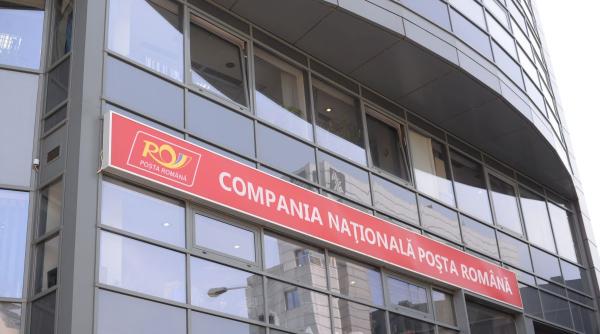 POȘTA ROMÂNĂ
COMPANIA NAȚIONALĂ POȘTA ROMÂNĂ